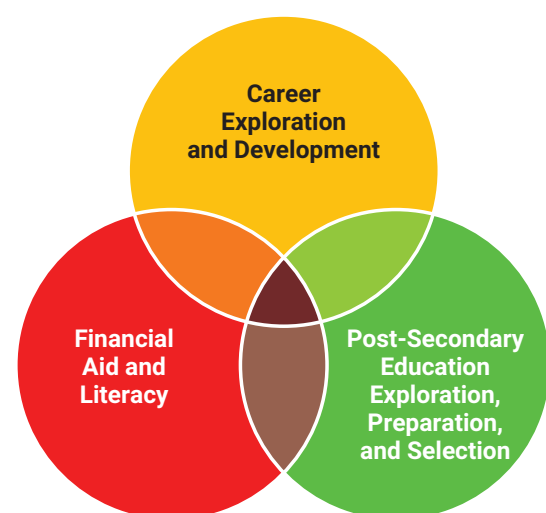 Career
Exploration
and Development
Financial
Aid and
Literacy
Post-Secondary
Education
Exploration,
Preparation,
and Selection